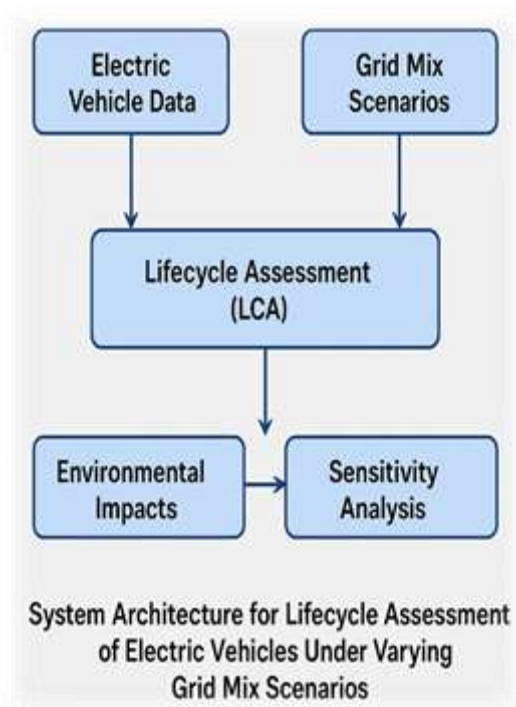 Electric
Vehicle Data
Grid Mix
Scenarios
Lifecycle Assessment
(LCA)
Environmental
Impacts
Sensitivity
Analysis
System Architecture for Lifecycle Assessment
of Electric Vehicles Under Varying
Grid Mix Scenarios